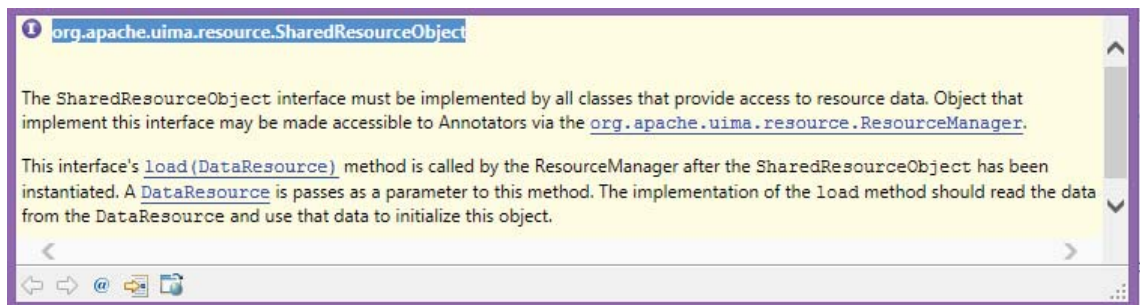 org.apache.uima.resource.SharedResourceObject
The SharedResourceObject interface must be implemented by all classes that provide access to resource data. Object that
implement this interface may be made accessible to Annotators via the org.apache.uima.resource.ResourceManager.
This interface's load(DataResource) method is called by the ResourceManager after the SharedResourceObject has been
instantiated. A DataResource is passes as a parameter to this method. The implementation of the load method should read the data
from the DataResource and use that data to initialize this object.